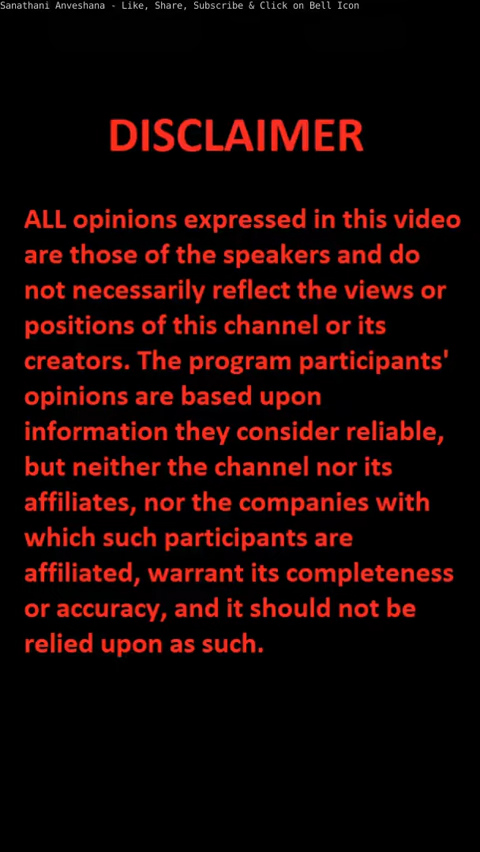 Sanathani Anveshana - Like, Share, Subscribe & Click on Bell Icon
DISCLAIMER
ALL opinions expressed in this video
are those of the speakers and do
not necessarily reflect the views or
positions of this channel or its
creators. The program participants'
opinions are based upon
information they consider reliable,
but neither the channel nor its
affiliates, nor the companies with
which such participants are
affiliated, warrant its completeness
or accuracy, and it should not be
relied upon as such.